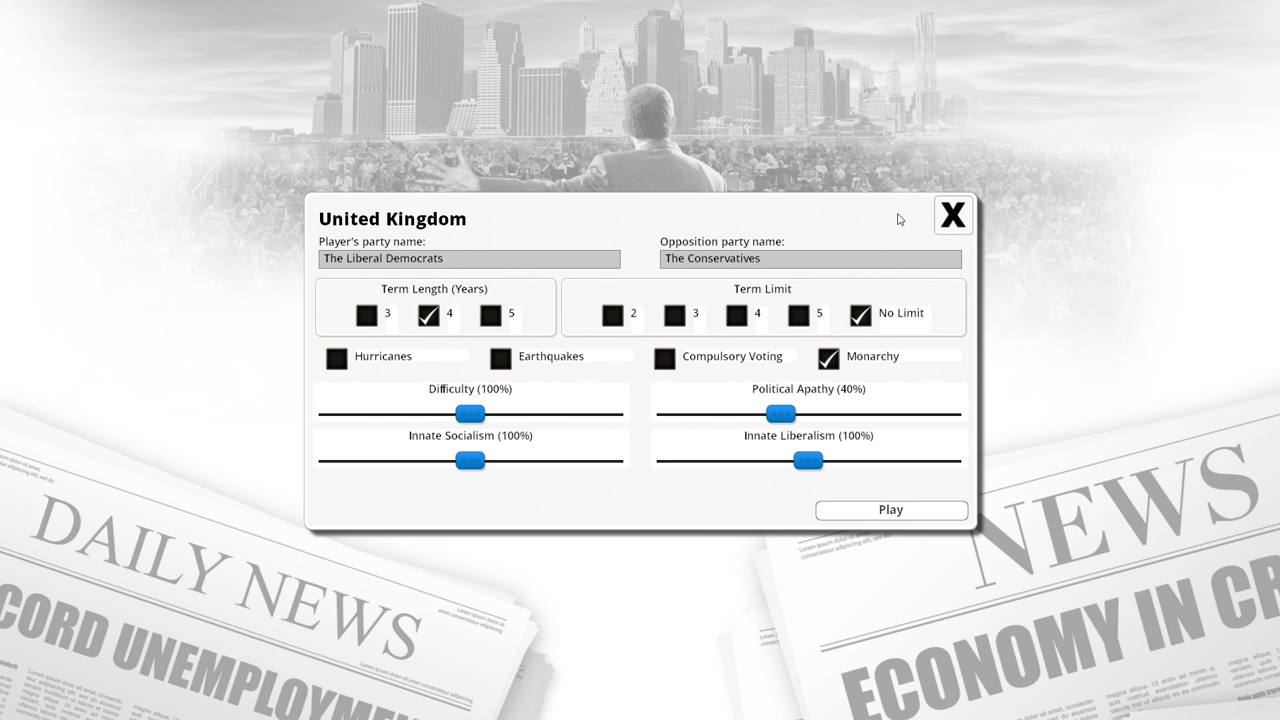 United Kingdom
X
Player's party name:
Opposition party name:
The Liberal Democrats
The Conservatives
Term Length (Years)
Term Limit
3 4 5
2 3 4 5 No Limit
Hurricanes Earthquakes Compulsory Voting Monarchy
Difficulty (100%)
Political Apathy (40%)
Innate Socialism (100%)
Innate Liberalism (100%)
Play
DAILY NEWS
CORD UNEMPLOYME
NEWS
ECONOMY IN CR